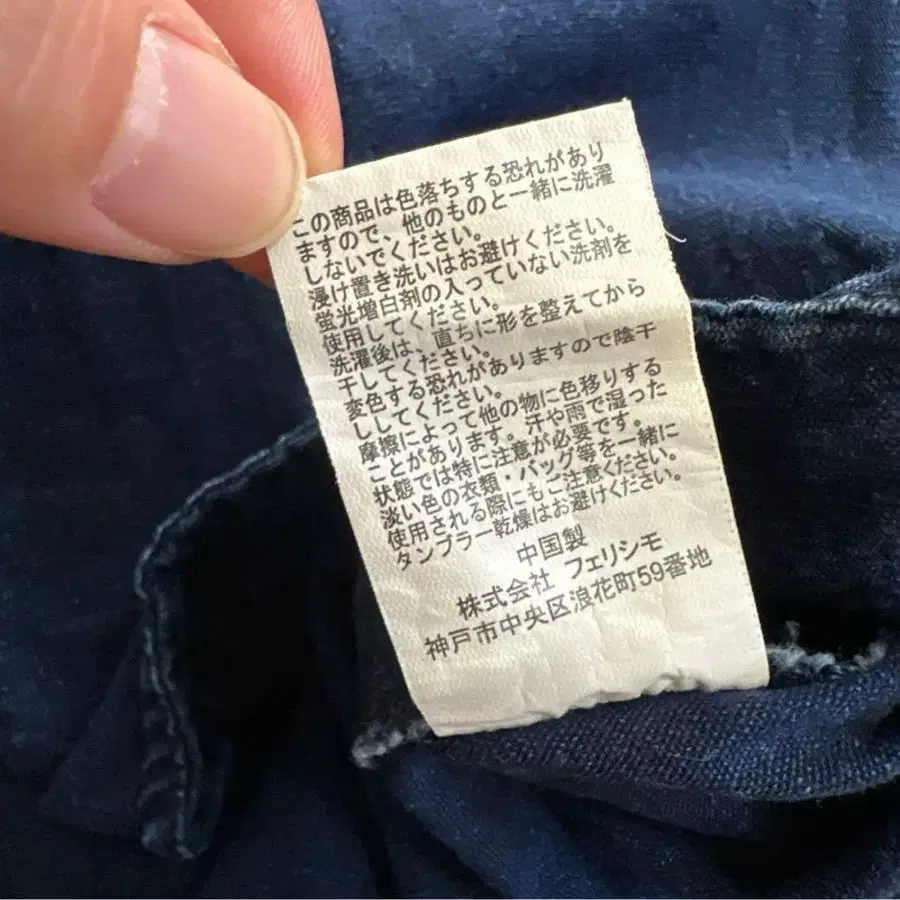 この商品は色落ちする恐れがあり
ますので、他のものと一緒に洗濯
しないでください。
浸け置き洗いはお避けください。
蛍光増白剤の入っていない洗剤を
使用してください。
洗濯後は、直ちに形を整えてから
干してください。
変色する恐れがありますので陰干
ししてください。
摩擦によって他の物に色移りする
ことがあります。汗や雨で湿った
状態では特に注意が必要です。
淡い色の衣類・バッグ等を一緒に
使用される際にもご注意ください。
タンブラー乾燥はお避けください。
中国製
株式会社 フェリシモ
神戸市中央区浪花町59番地